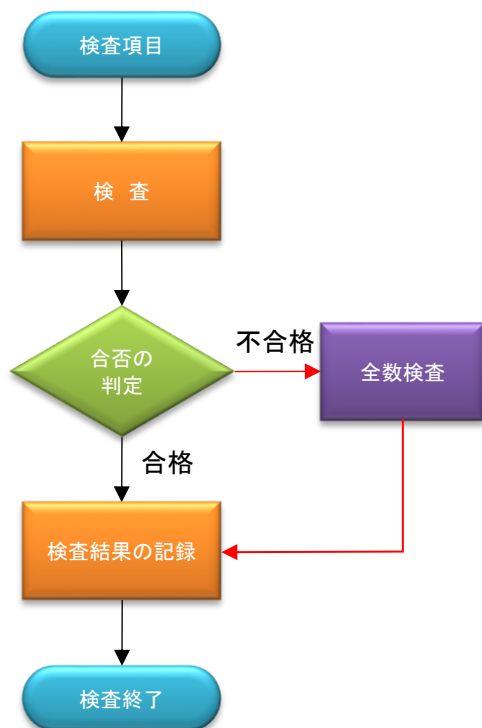 検査項目
検 査
合否の
判定
不合格
全数検査
合格
検査結果の記録
検査終了